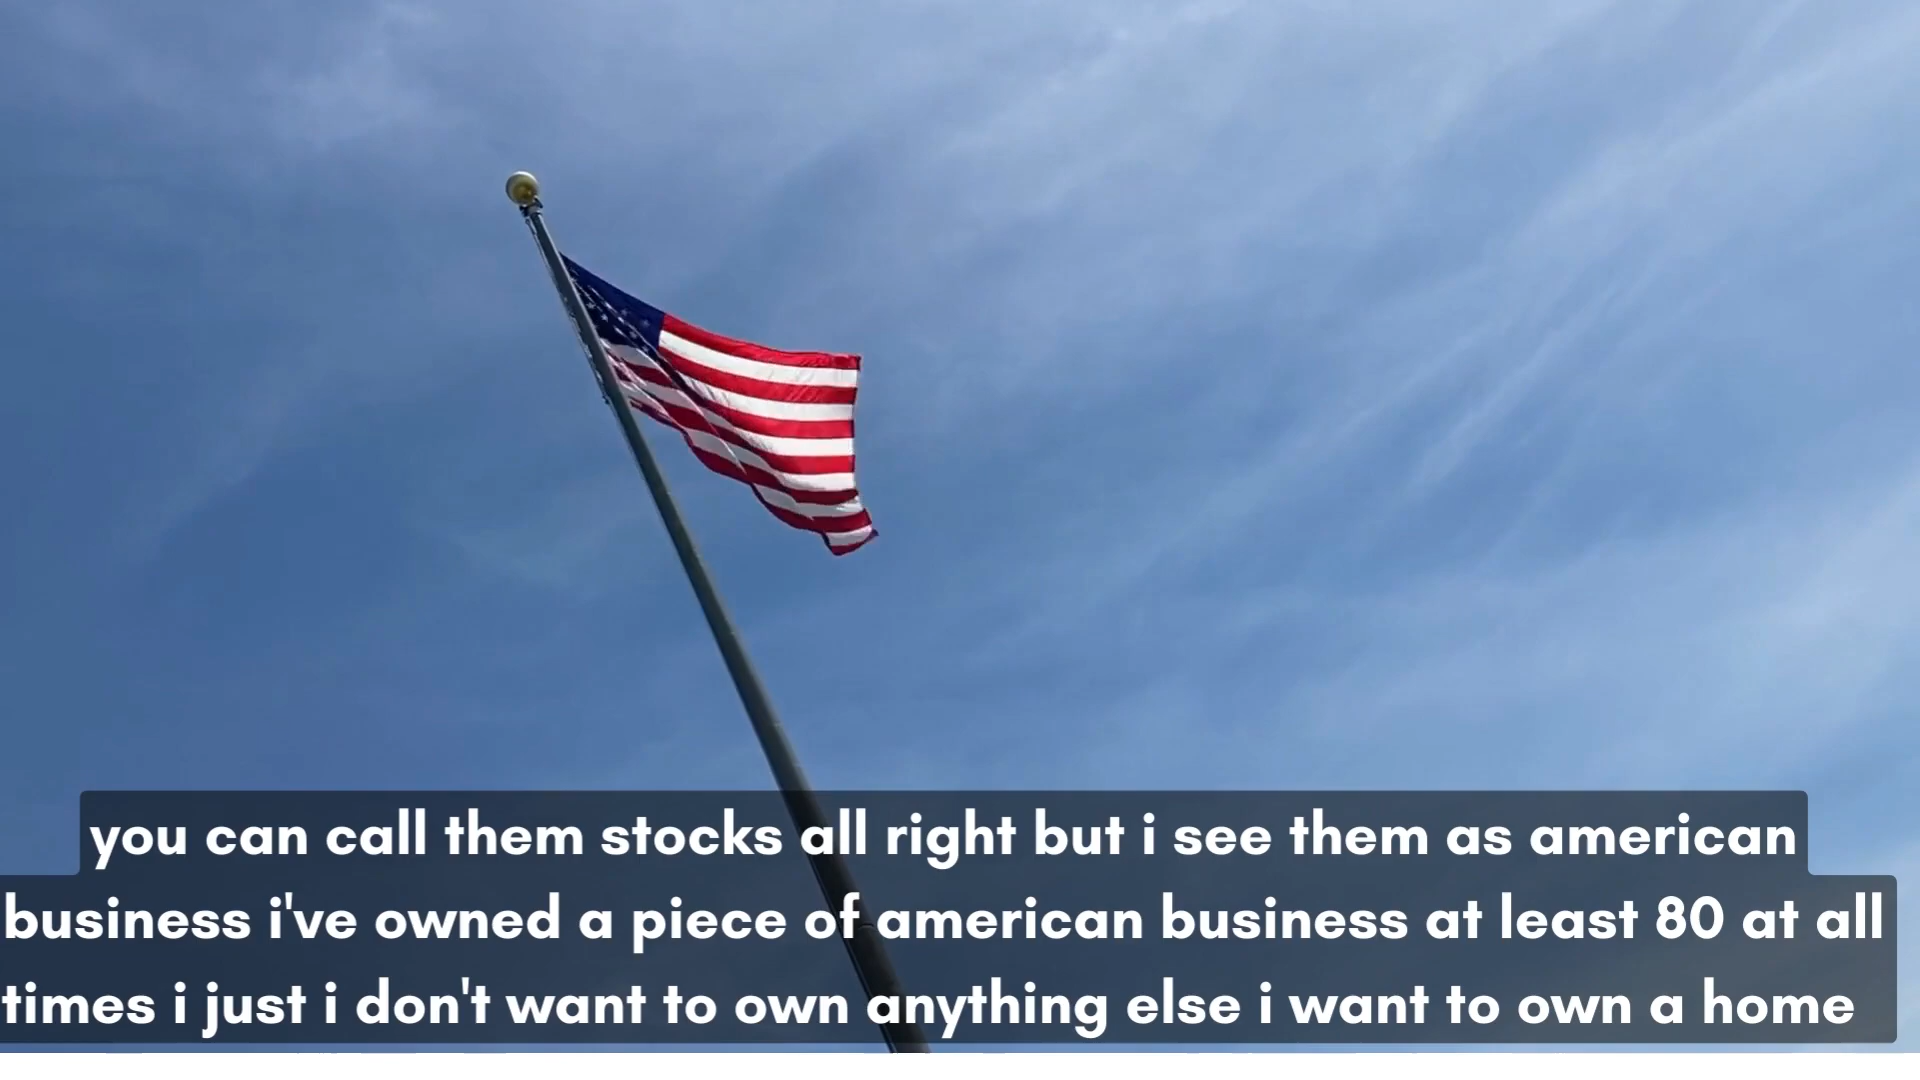 you can call them stocks all right but i see them as american
business i've owned a piece of american business at least 80 at all
times i just i don't want to own anything else i want to own a home